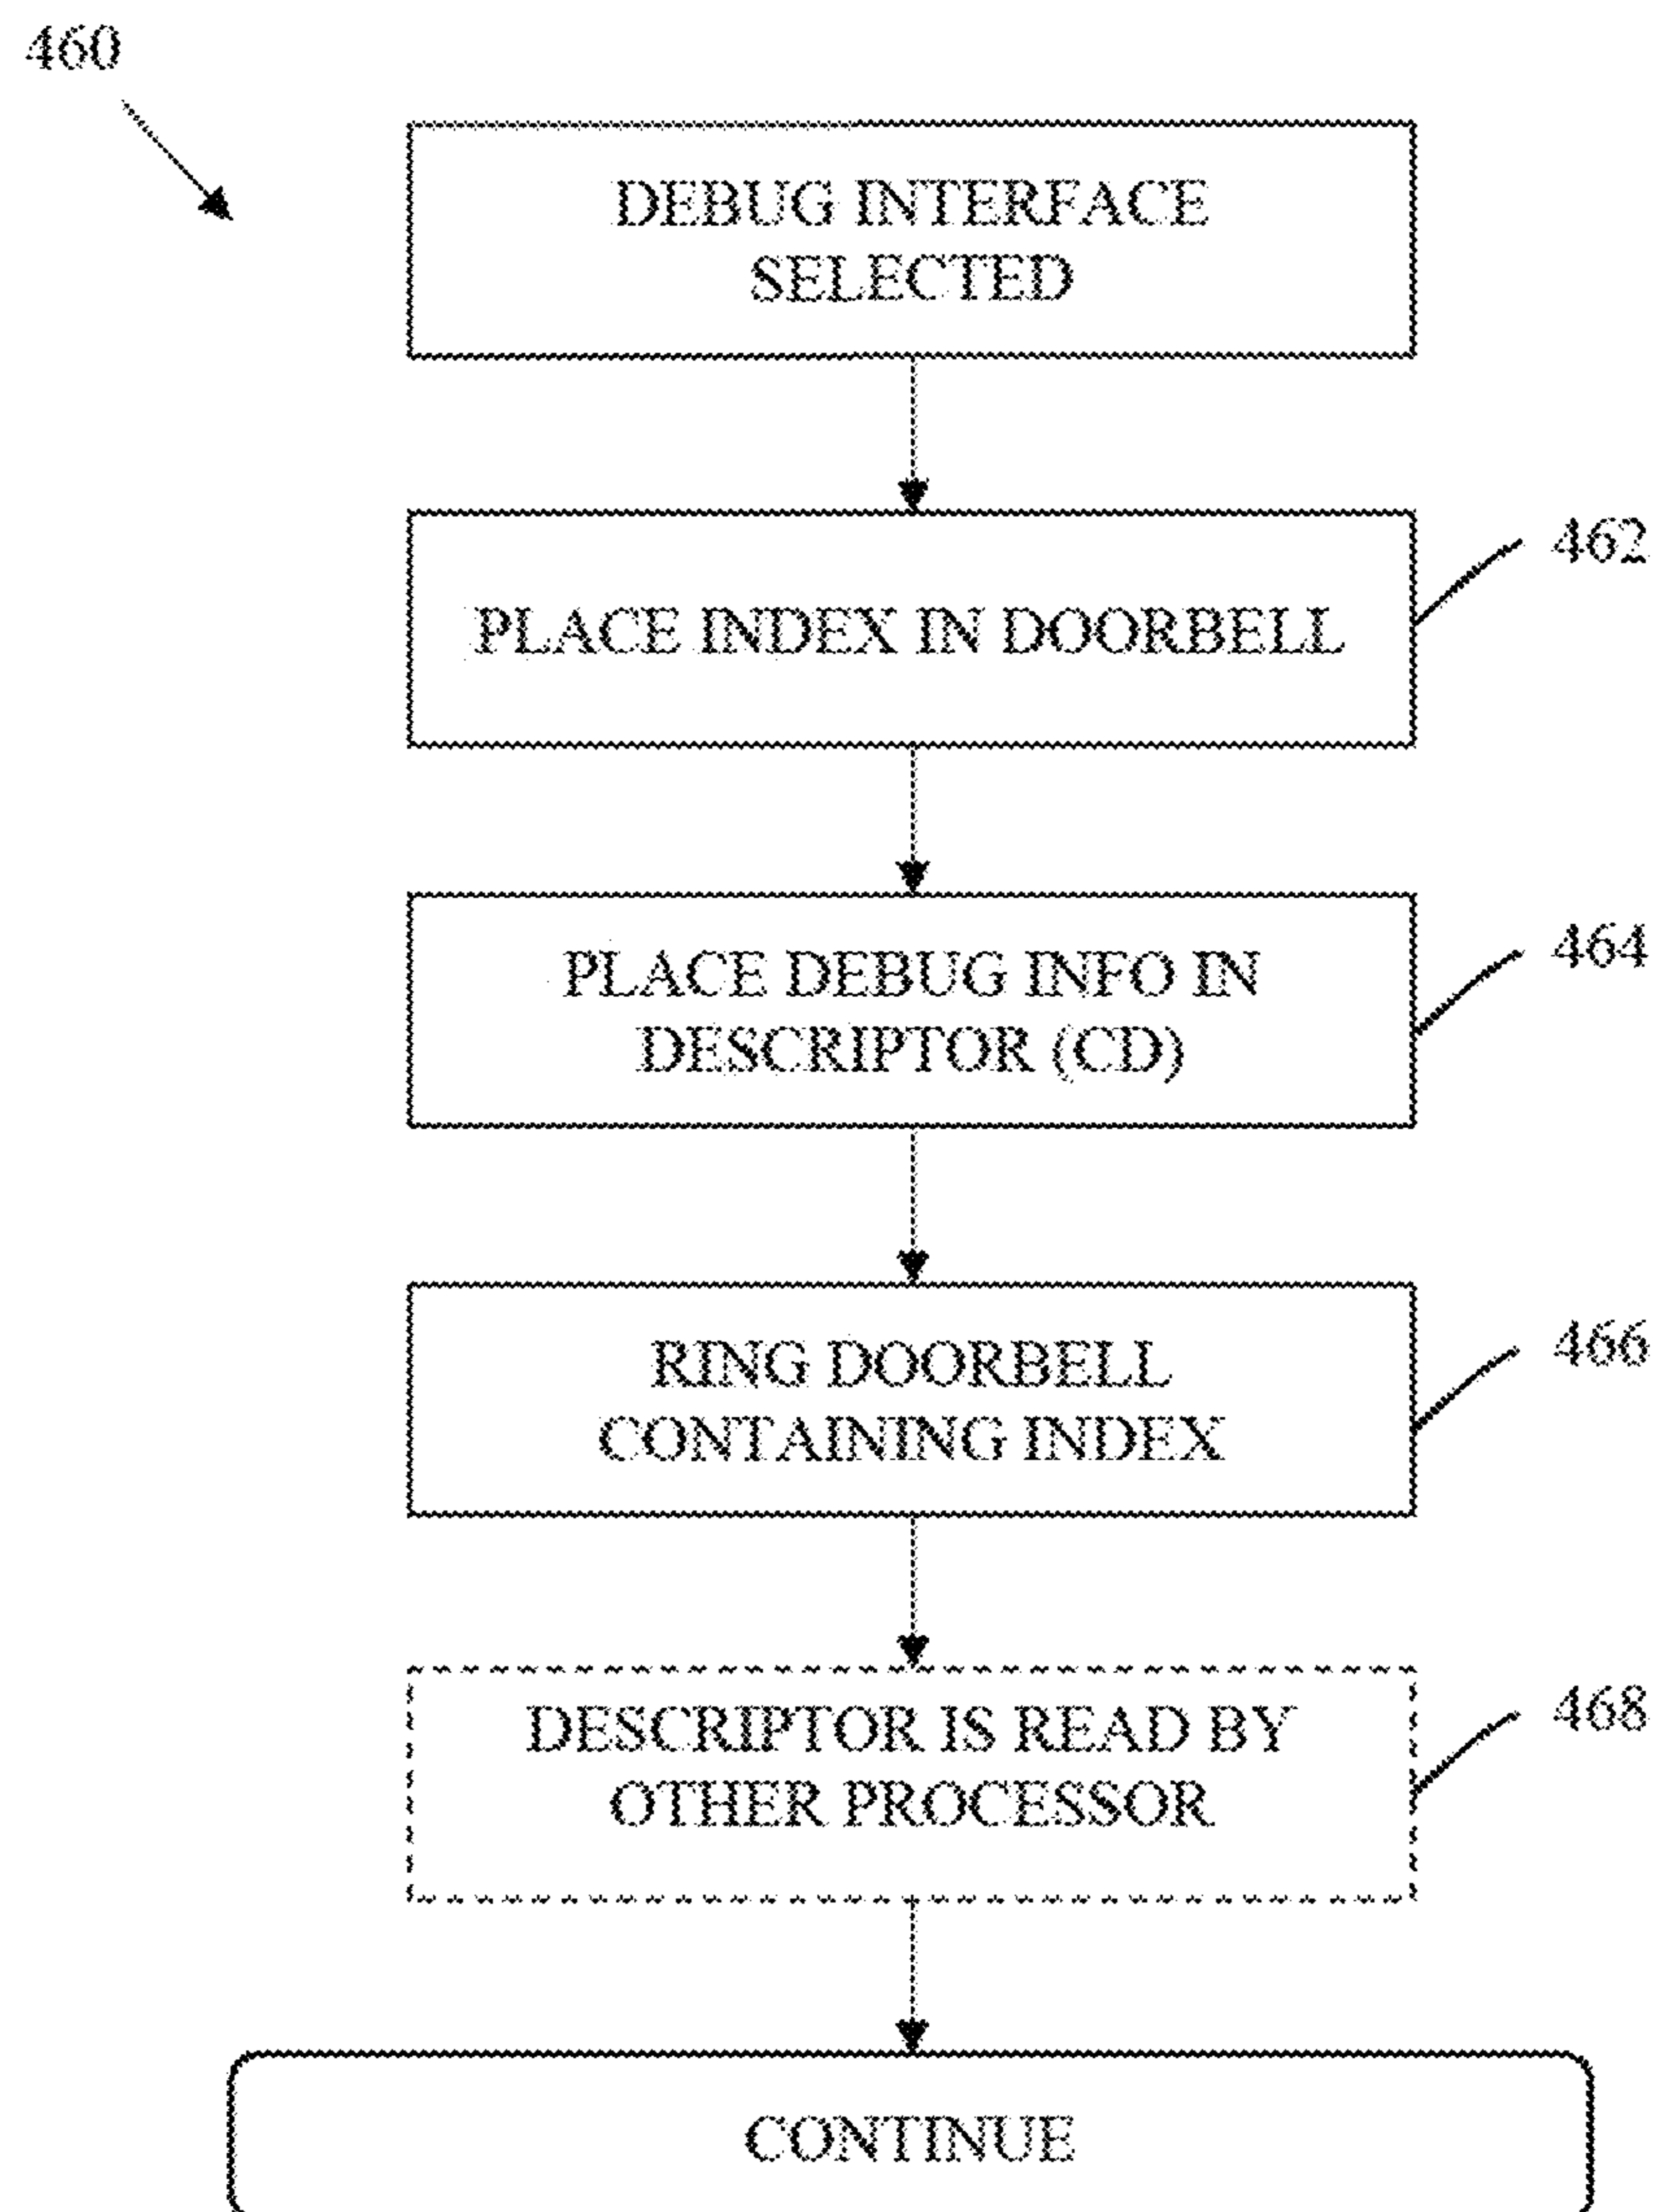 460
DEBUG INTERFACE
SELECTED
PLACE INDEX IN DOORBELL
462
PLACE DEBUG INFO IN
DESCRIPTOR (CD)
464
RING DOORBELL
CONTAINING INDEX
466
DESCRIPTOR IS READ BY
OTHER PROCESSOR
468
CONTINUE